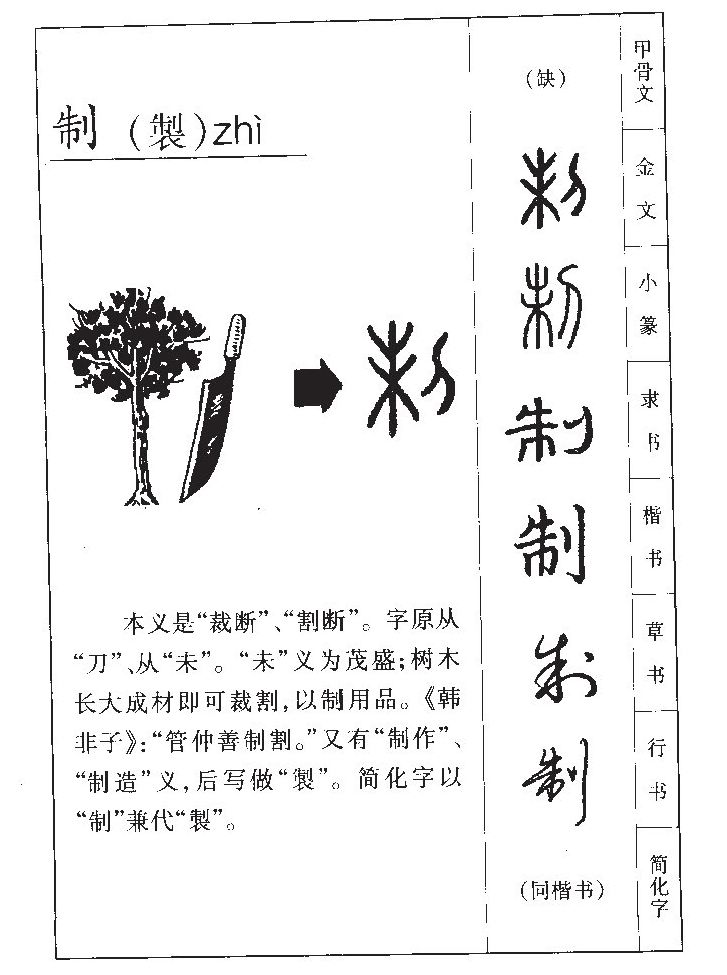 制（製）zhì
本义是“裁断”、“割断”。字原从
“刀”、从“未”。“未”义为茂盛；树木
长大成材即可裁割，以制用品。《韩
非子》：“管仲善制割。”又有“制作”、
“制造”义，后写做“製”。简化字以
“制”兼代“製”。
（缺）
甲骨文
金文
小篆
制
隶书
制
楷书
制
草书
制
行书
（同楷书）
简化字